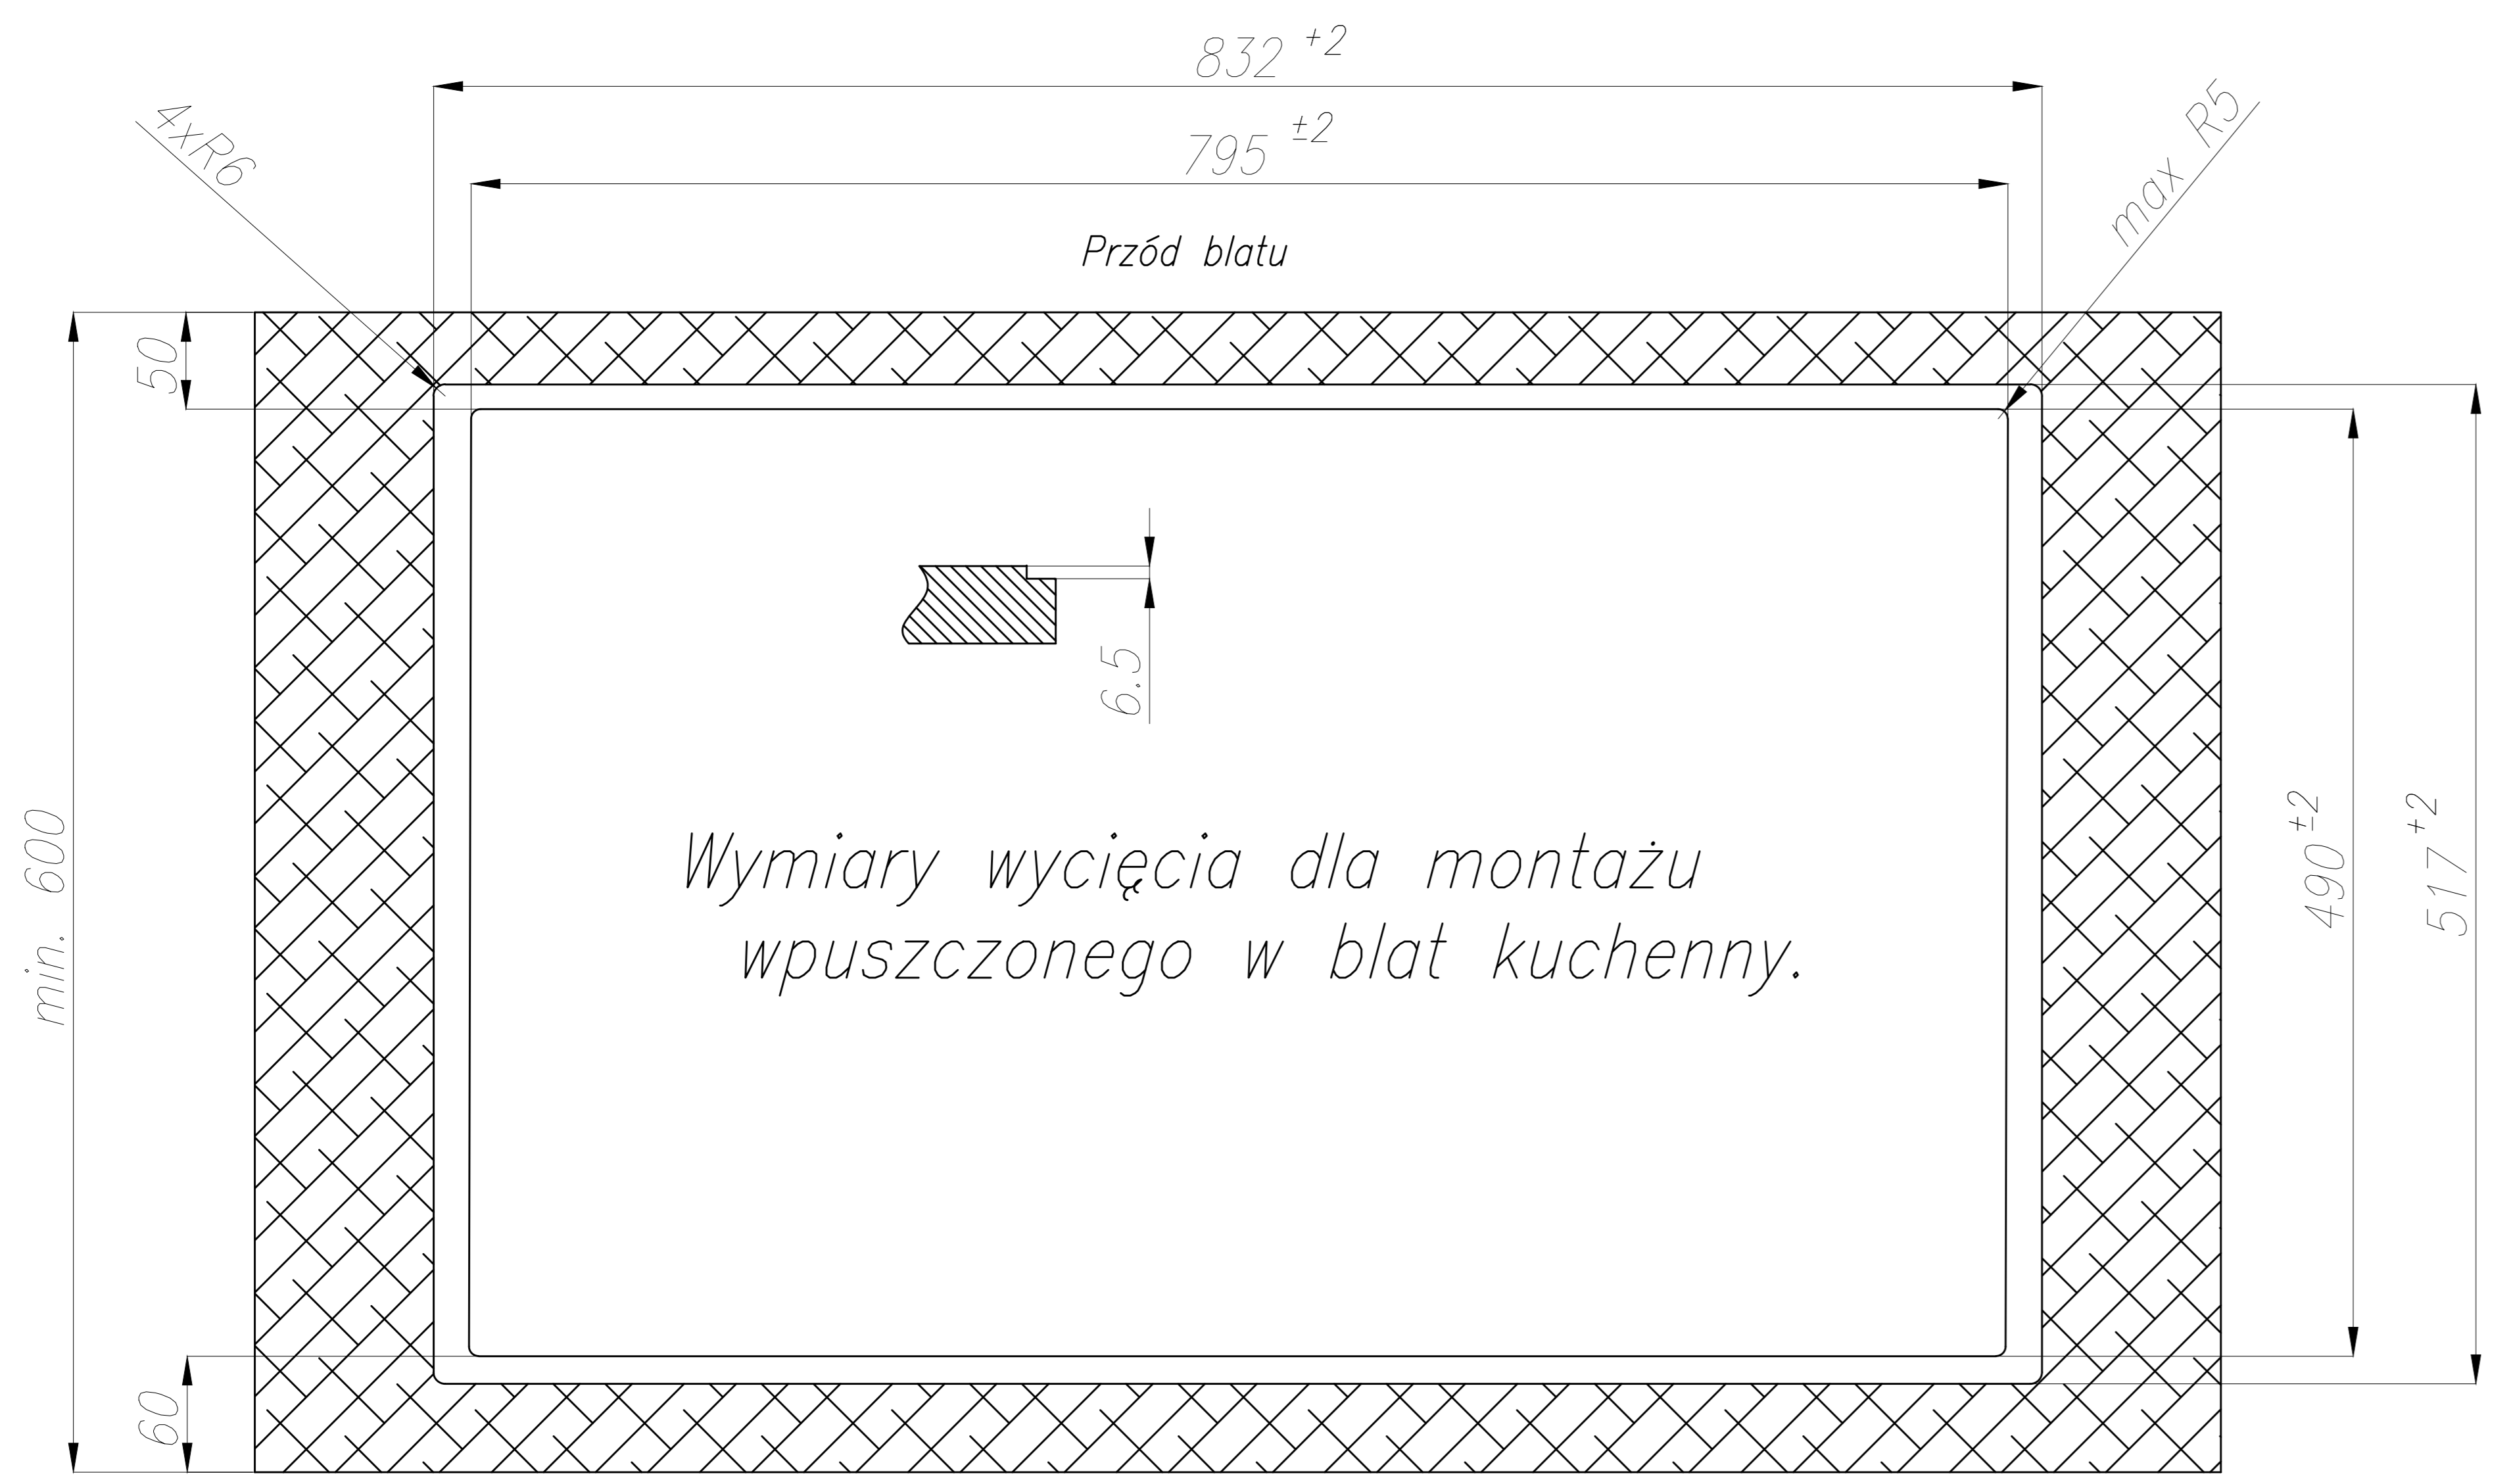 832 +2
795 ±2
4xR6
max R5
Przód blatu
50
6.5
min. 600
Wymiary wycięcia dla montażu
wpuszczonego w blat kuchenny.
490 ±2
517 +2
60